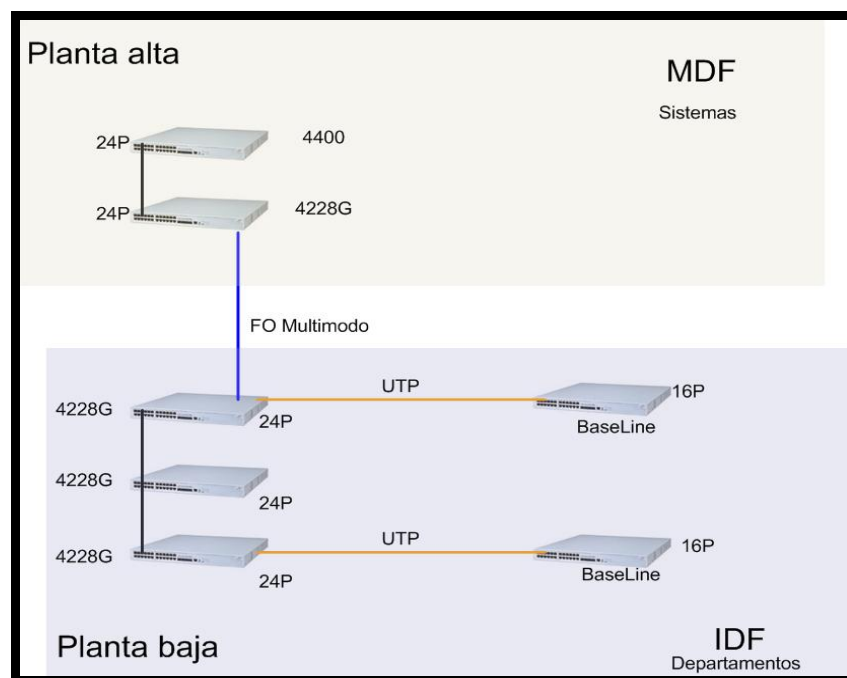 Planta alta
MDF
Sistemas
24P
4400
24P
4228G
FO Multimodo
4228G
24P
UTP
16P
BaseLine
4228G
24P
4228G
24P
UTP
16P
BaseLine
Planta baja
IDF
Departamentos